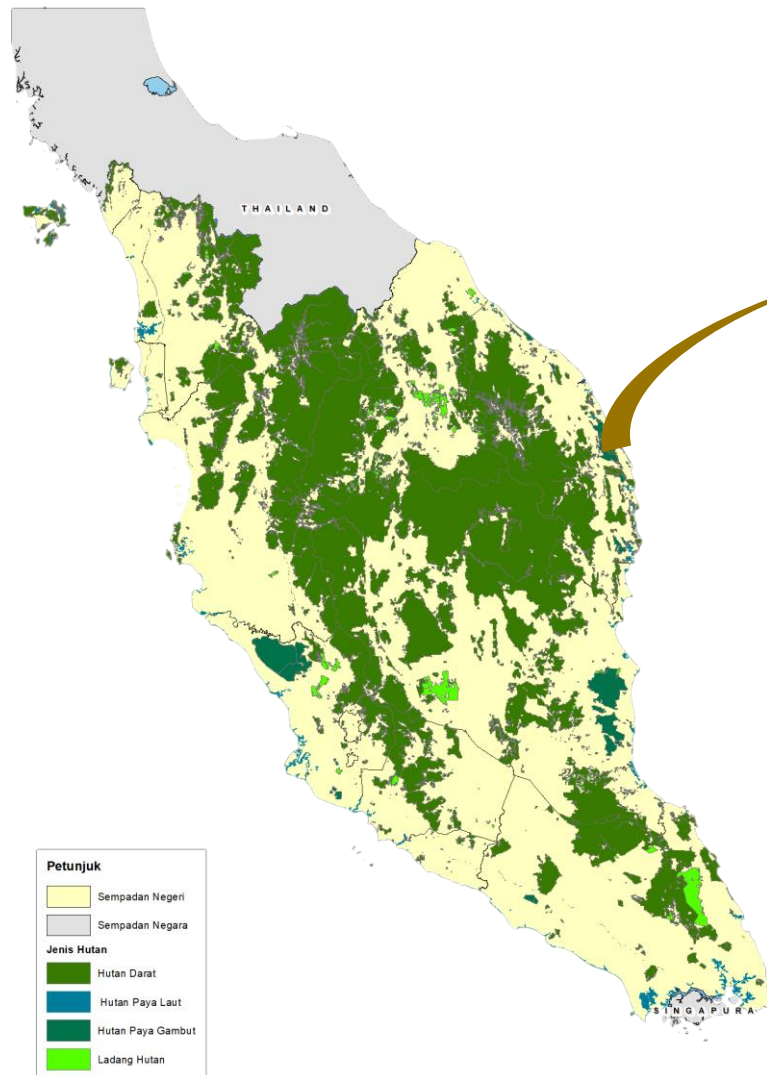 THAILAND
SINGAPURA
Petunjuk
Sempadan Negeri
Sempadan Negara
Jenis Hutan
Hutan Darat
Hutan Paya Laut
Hutan Paya Gambut
Ladang Hutan